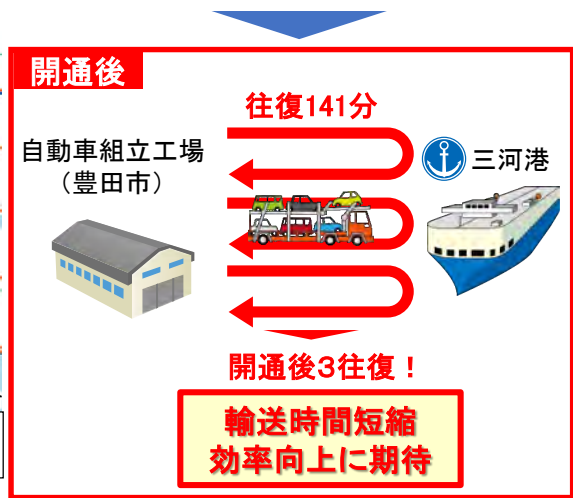 開通後
往復141分
自動車組立工場
（豊田市）
三河港
開通後３往復！
輸送時間短縮
効率向上に期待